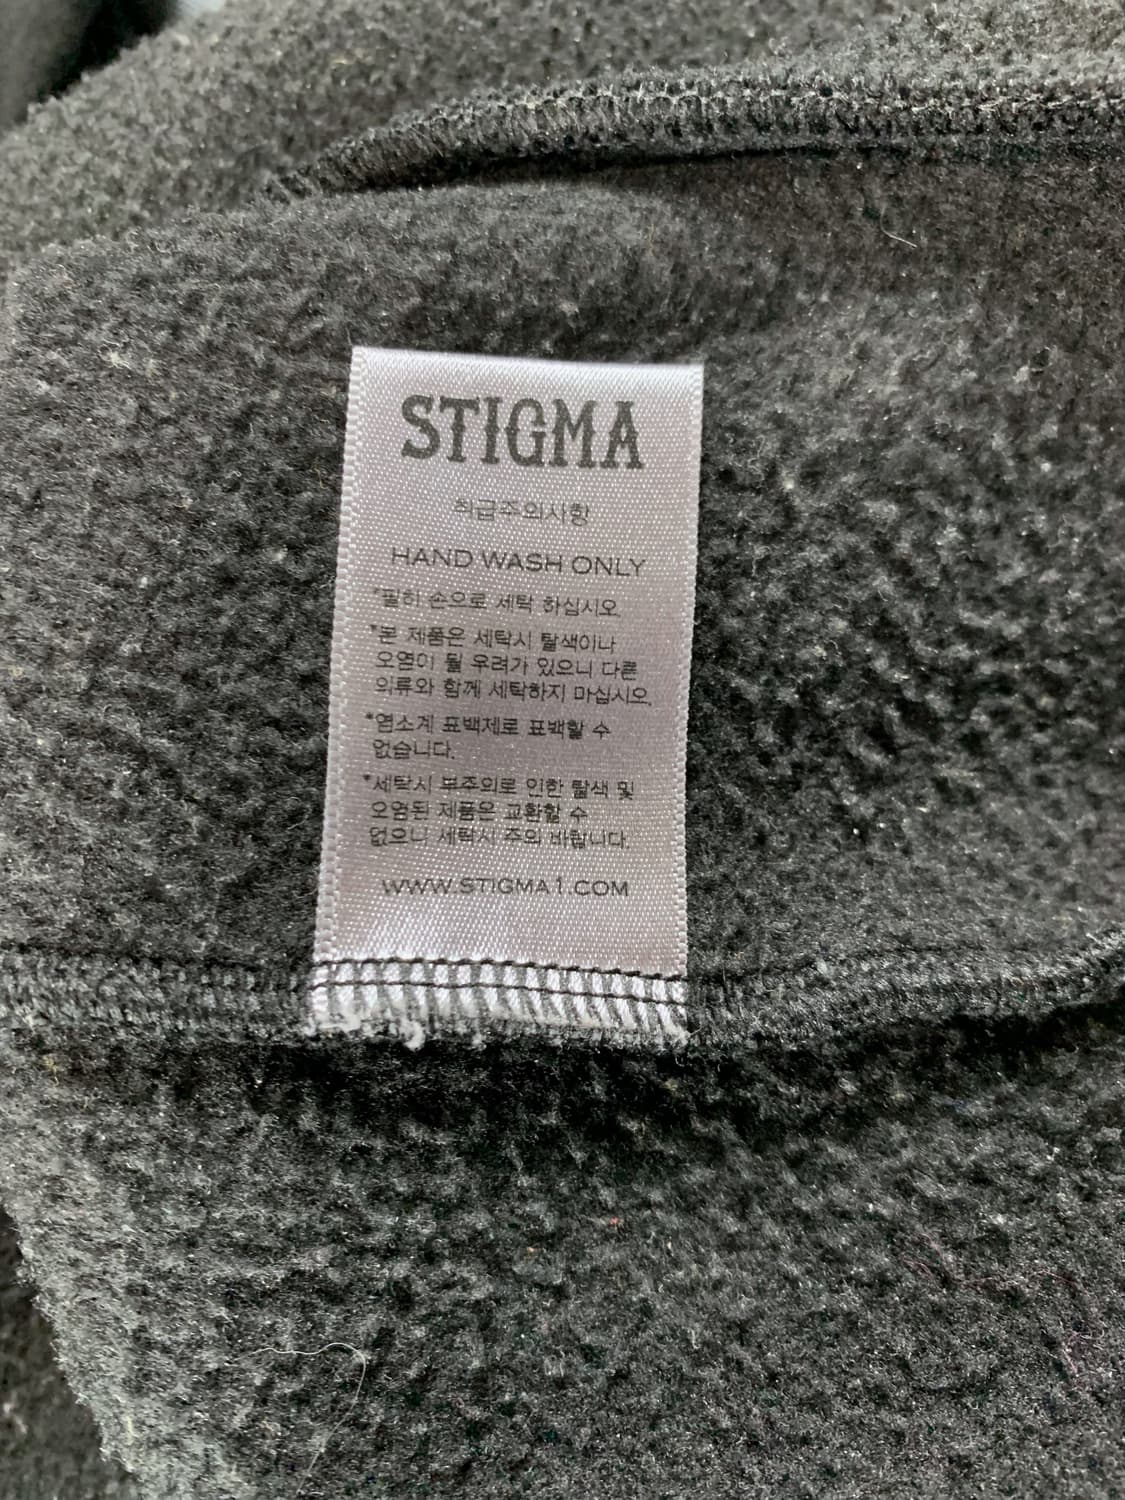 STIGMA
취급주의사항
HAND WASH ONLY
*필히 손으로 세탁 하십시오.
*본 제품은 세탁시 탈색이나
오염이 될 우려가 있으니 다른
의류와 함께 세탁하지 마십시오.
*염소계 표백제로 표백할 수
없습니다.
*세탁시 부주의로 인한 탈색 및
오염된 제품은 교환할 수
없으니 세탁시 주의 바랍니다.
WWW.STIGMA1.COM